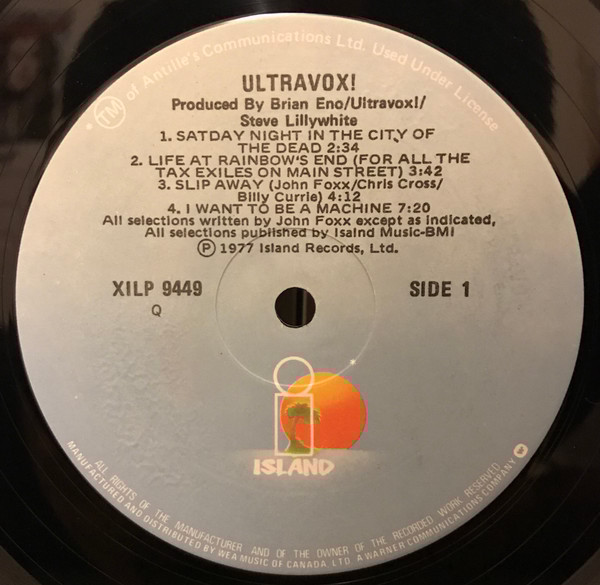 * TM of Antille's Communications Ltd. Used Under License
ULTRAVOX!
Produced By Brian Eno/Ultravox!/
Steve Lillywhite
1. SATDAY NIGHT IN THE CITY OF
THE DEAD 2:34
2. LIFE AT RAINBOW'S END (FOR ALL THE
TAX EXILES ON MAIN STREET) 3:42
3. SLIP AWAY (John Foxx/Chris Cross/
Billy Currie) 4:12
4. I WANT TO BE A MACHINE 7:20
All selections written by John Foxx except as indicated,
All selections published by Isalnd Music-BMI
Ⓟ 1977 Island Records, Ltd.
XILP 9449
SIDE 1
Q
ISLAND
ALL RIGHTS OF THE MANUFACTURER AND OF THE OWNER OF THE RECORDED WORK RESERVED
MANUFACTURED AND DISTRIBUTED BY WEA MUSIC OF CANADA, LTD. A WARNER COMMUNICATIONS COMPANY